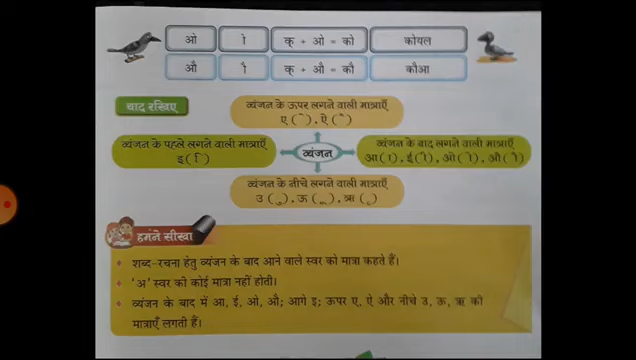 ओ ो क् + ओ = को कोयल
औ ौ क् + औ = कौ कौआ
याद रखिए
व्यंजन के ऊपर लगने वाली मात्राएँ
ए ( े ), ऐ ( ै )
व्यंजन के पहले लगने वाली मात्राएँ
इ ( ि )
व्यंजन
व्यंजन के बाद लगने वाली मात्राएँ
आ ( ा ), ई ( ी ), ओ ( ो ), औ ( ौ )
व्यंजन के नीचे लगने वाली मात्राएँ
उ ( ु ), ऊ ( ू ), ऋ ( ृ )
हमने सीखा
शब्द-रचना हेतु व्यंजन के बाद आने वाले स्वर को मात्रा कहते हैं।
'अ' स्वर की कोई मात्रा नहीं होती।
व्यंजन के बाद में आ, ई, ओ, औ; आगे इ; ऊपर ए, ऐ और नीचे उ, ऊ, ऋ की
मात्राएँ लगती हैं।